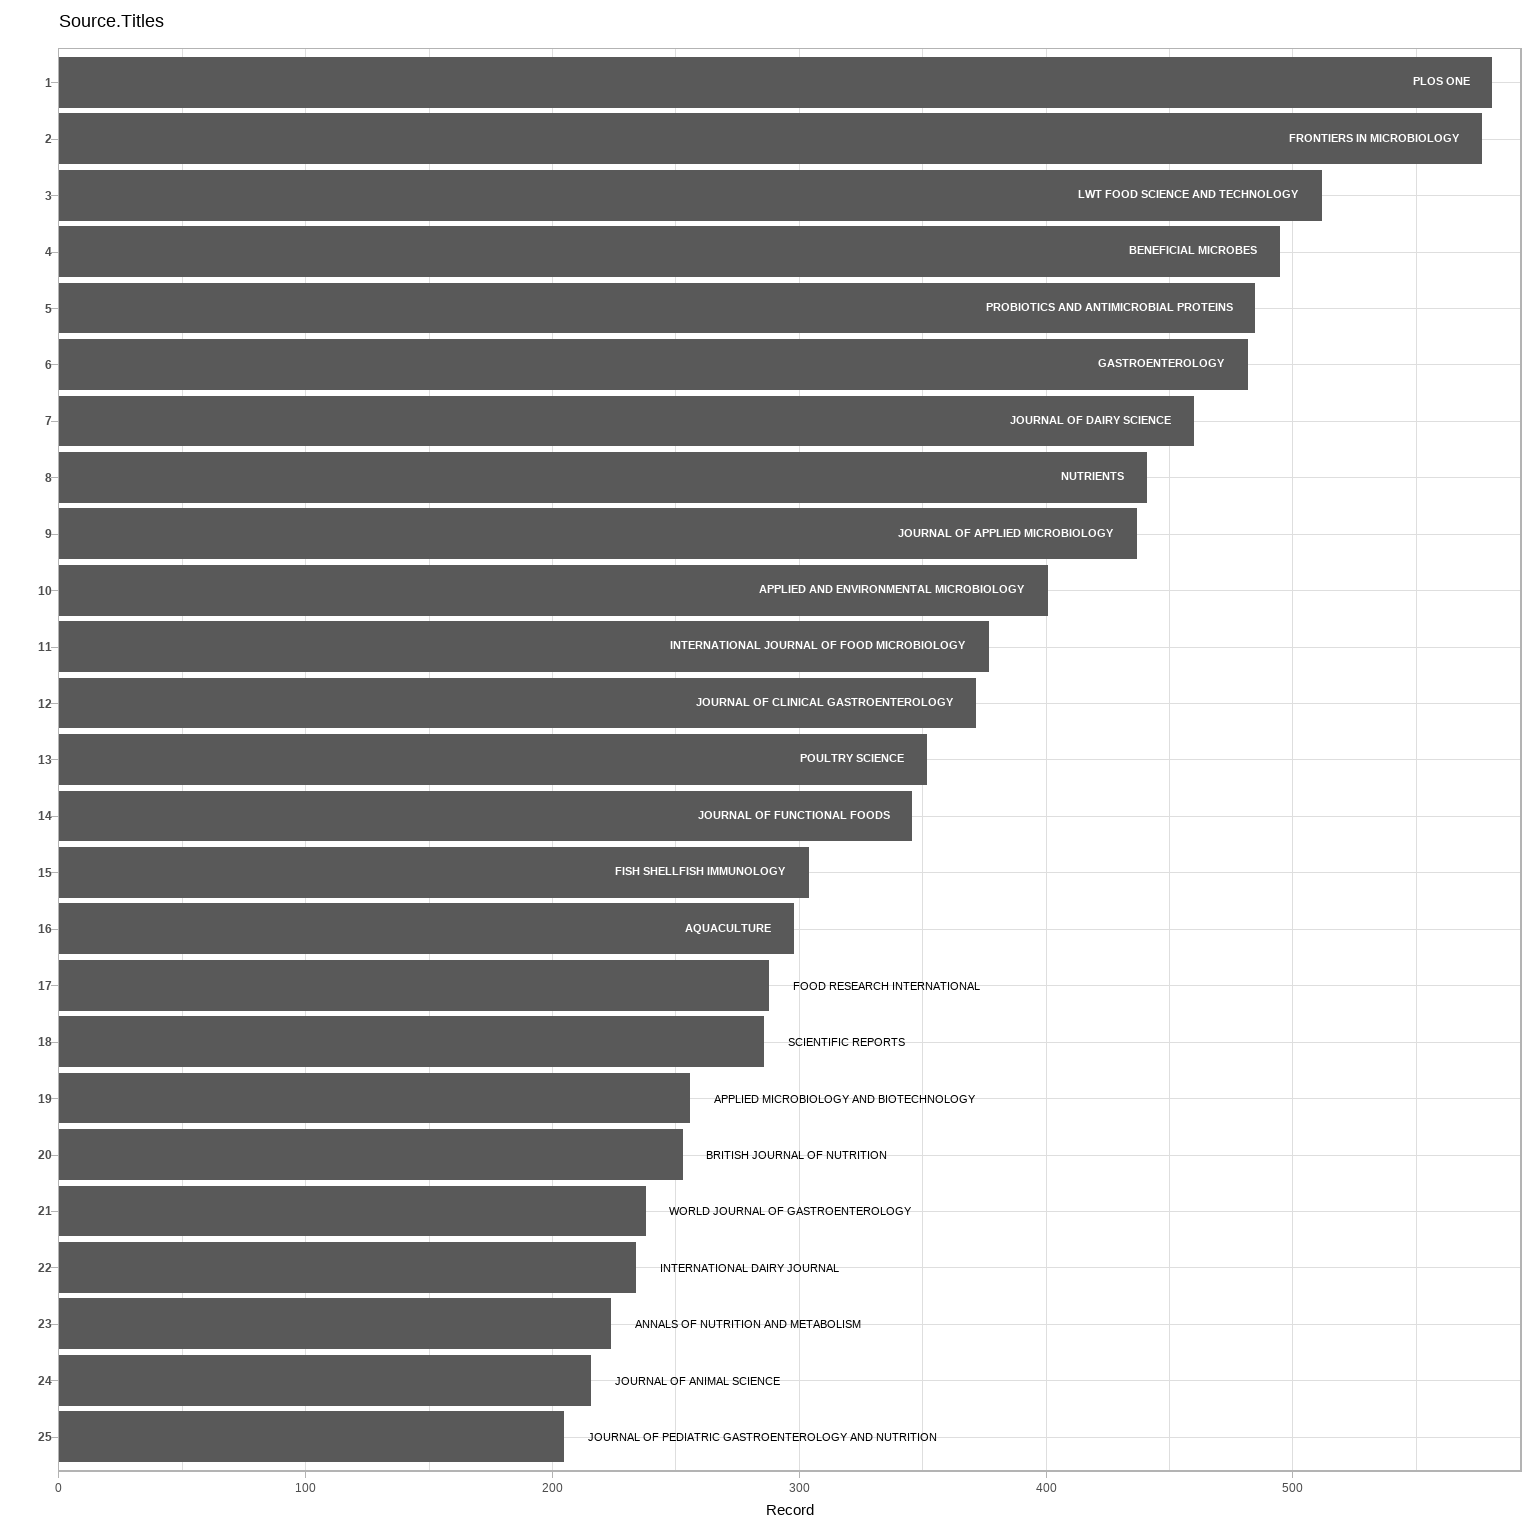 Source.Titles
1 PLOS ONE
2 FRONTIERS IN MICROBIOLOGY
3 LWT FOOD SCIENCE AND TECHNOLOGY
4 BENEFICIAL MICROBES
5 PROBIOTICS AND ANTIMICROBIAL PROTEINS
6 GASTROENTEROLOGY
7 JOURNAL OF DAIRY SCIENCE
8 NUTRIENTS
9 JOURNAL OF APPLIED MICROBIOLOGY
10 APPLIED AND ENVIRONMENTAL MICROBIOLOGY
11 INTERNATIONAL JOURNAL OF FOOD MICROBIOLOGY
12 JOURNAL OF CLINICAL GASTROENTEROLOGY
13 POULTRY SCIENCE
14 JOURNAL OF FUNCTIONAL FOODS
15 FISH SHELLFISH IMMUNOLOGY
16 AQUACULTURE
17 FOOD RESEARCH INTERNATIONAL
18 SCIENTIFIC REPORTS
19 APPLIED MICROBIOLOGY AND BIOTECHNOLOGY
20 BRITISH JOURNAL OF NUTRITION
21 WORLD JOURNAL OF GASTROENTEROLOGY
22 INTERNATIONAL DAIRY JOURNAL
23 ANNALS OF NUTRITION AND METABOLISM
24 JOURNAL OF ANIMAL SCIENCE
25 JOURNAL OF PEDIATRIC GASTROENTEROLOGY AND NUTRITION
0 100 200 300 400 500
Record